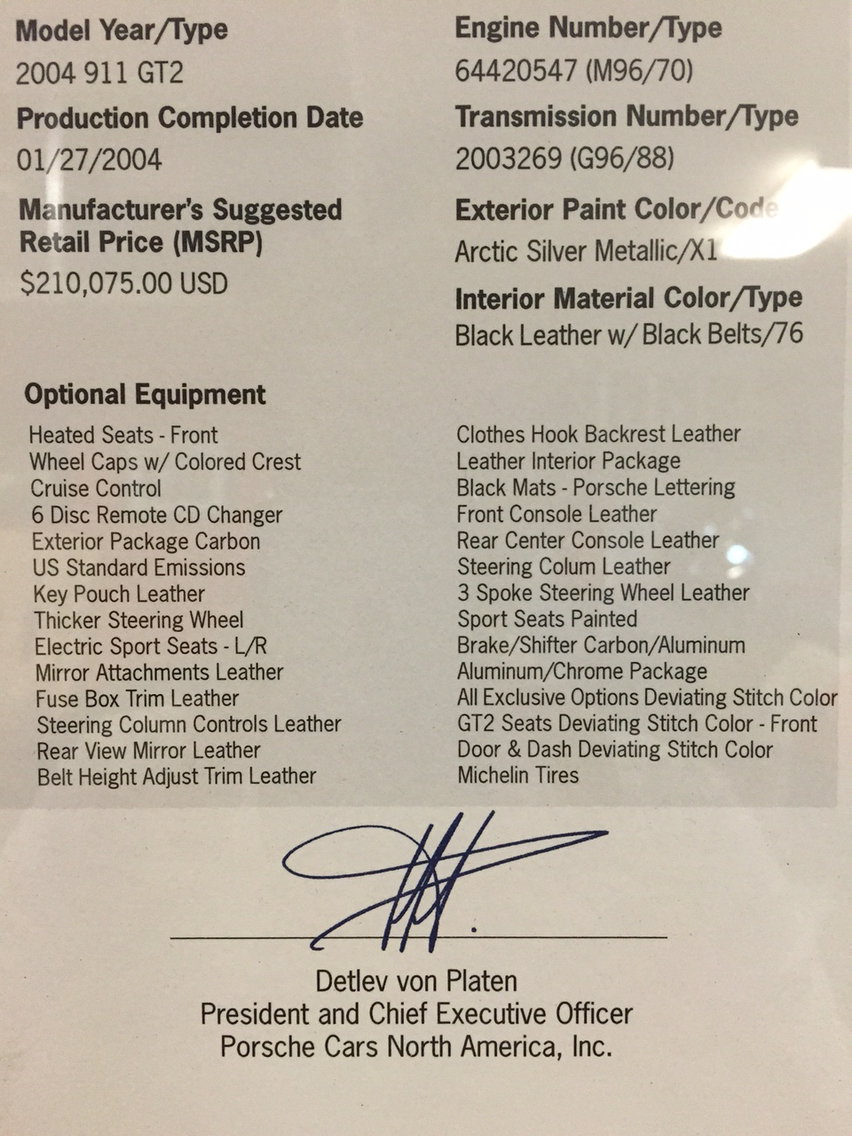 Model Year/Type
2004 911 GT2
Production Completion Date
01/27/2004
Manufacturer's Suggested
Retail Price (MSRP)
$210,075.00 USD
Engine Number/Type
64420547 (M96/70)
Transmission Number/Type
2003269 (G96/88)
Exterior Paint Color/Code
Arctic Silver Metallic/X1
Interior Material Color/Type
Black Leather w/ Black Belts/76
Optional Equipment
Heated Seats - Front
Wheel Caps w/ Colored Crest
Cruise Control
6 Disc Remote CD Changer
Exterior Package Carbon
US Standard Emissions
Key Pouch Leather
Thicker Steering Wheel
Electric Sport Seats - L/R
Mirror Attachments Leather
Fuse Box Trim Leather
Steering Column Controls Leather
Rear View Mirror Leather
Belt Height Adjust Trim Leather
Clothes Hook Backrest Leather
Leather Interior Package
Black Mats - Porsche Lettering
Front Console Leather
Rear Center Console Leather
Steering Colum Leather
3 Spoke Steering Wheel Leather
Sport Seats Painted
Brake/Shifter Carbon/Aluminum
Aluminum/Chrome Package
All Exclusive Options Deviating Stitch Color
GT2 Seats Deviating Stitch Color - Front
Door & Dash Deviating Stitch Color
Michelin Tires
Detlev von Platen
President and Chief Executive Officer
Porsche Cars North America, Inc.